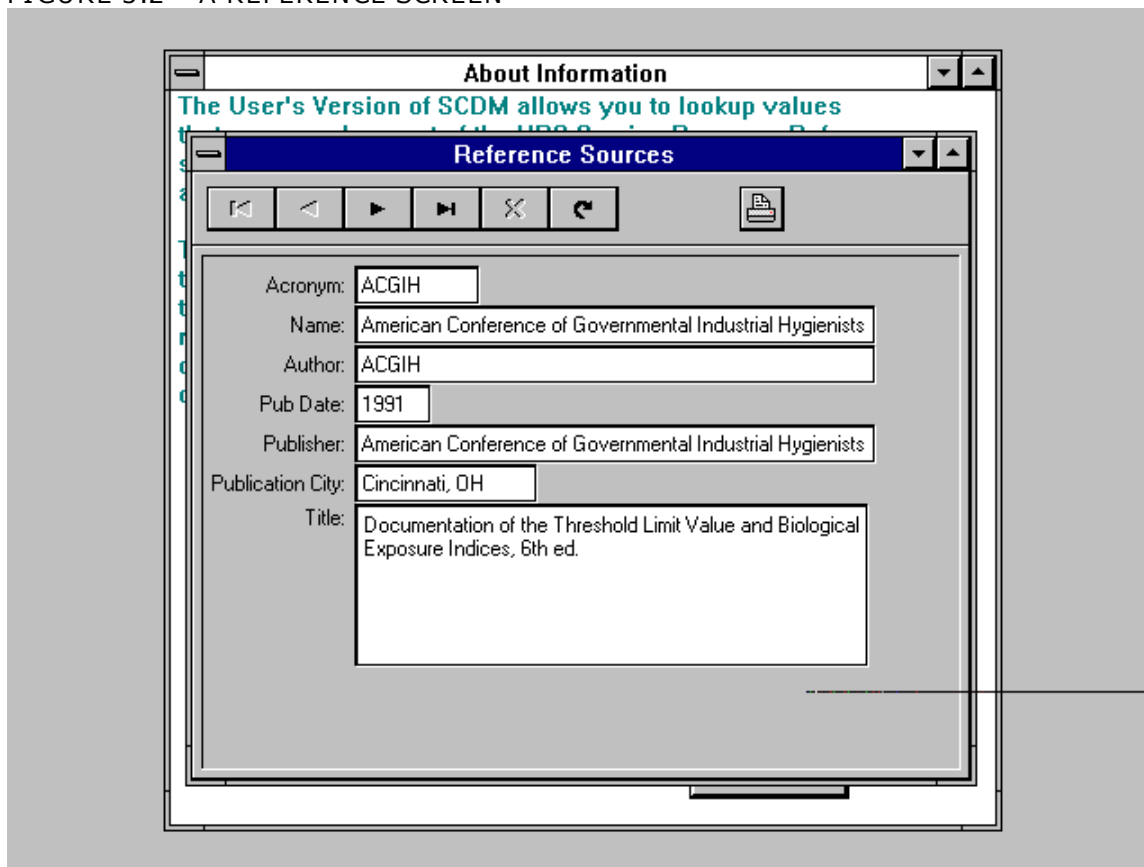 FIGURE 5.2 - A REFERENCE SCREEN
About Information
The User's Version of SCDM allows you to lookup values
Reference Sources
Acronym: ACGIH
Name: American Conference of Governmental Industrial Hygienists
Author: ACGIH
Pub Date: 1991
Publisher: American Conference of Governmental Industrial Hygienists
Publication City: Cincinnati, OH
Title: Documentation of the Threshold Limit Value and Biological
Exposure Indices, 6th ed.